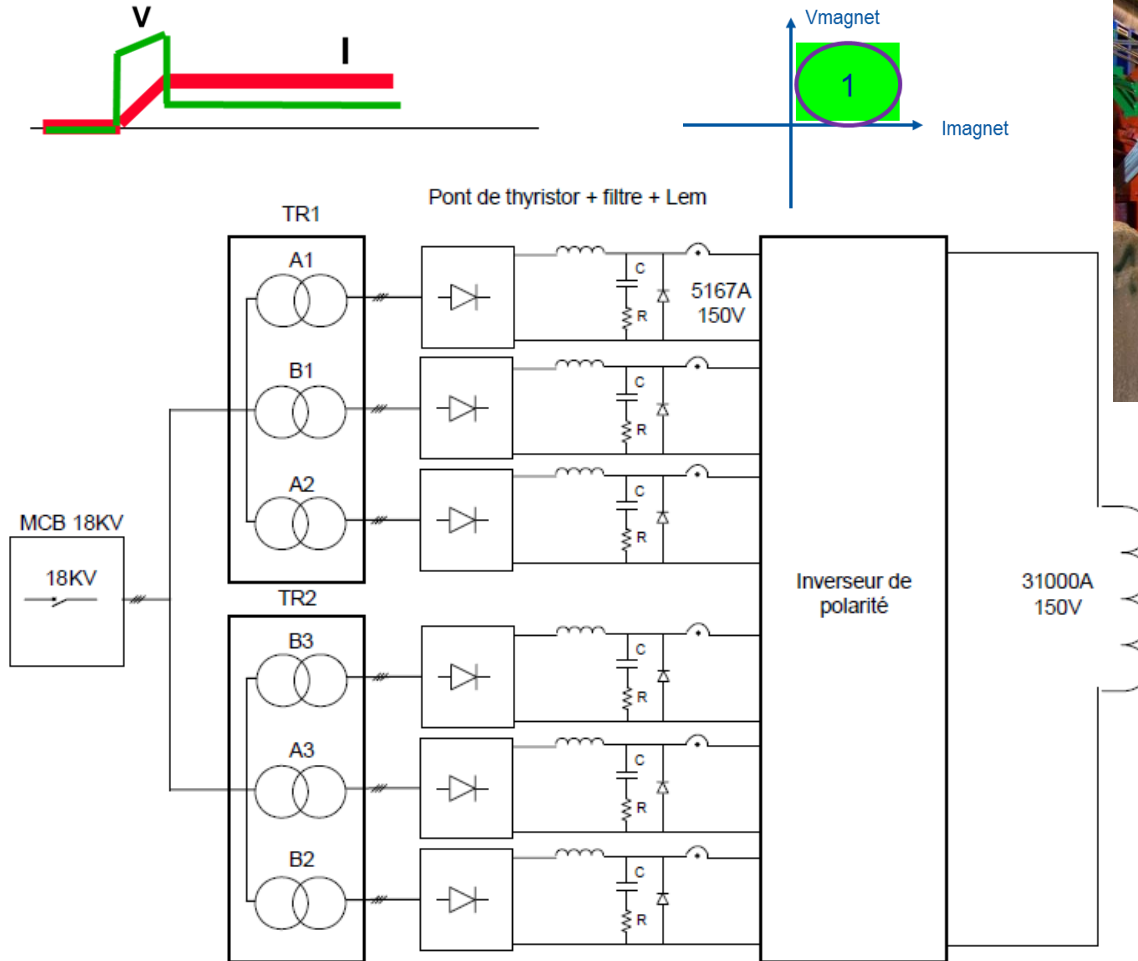 V
I
Vmagnet
1
Imagnet
Pont de thyristor + filtre + Lem
TR1
A1
C
R
5167A
150V
B1
C
R
A2
C
R
MCB 18KV
18KV
TR2
Inverseur de
polarité
31000A
150V
B3
C
R
A3
C
R
B2
C
R